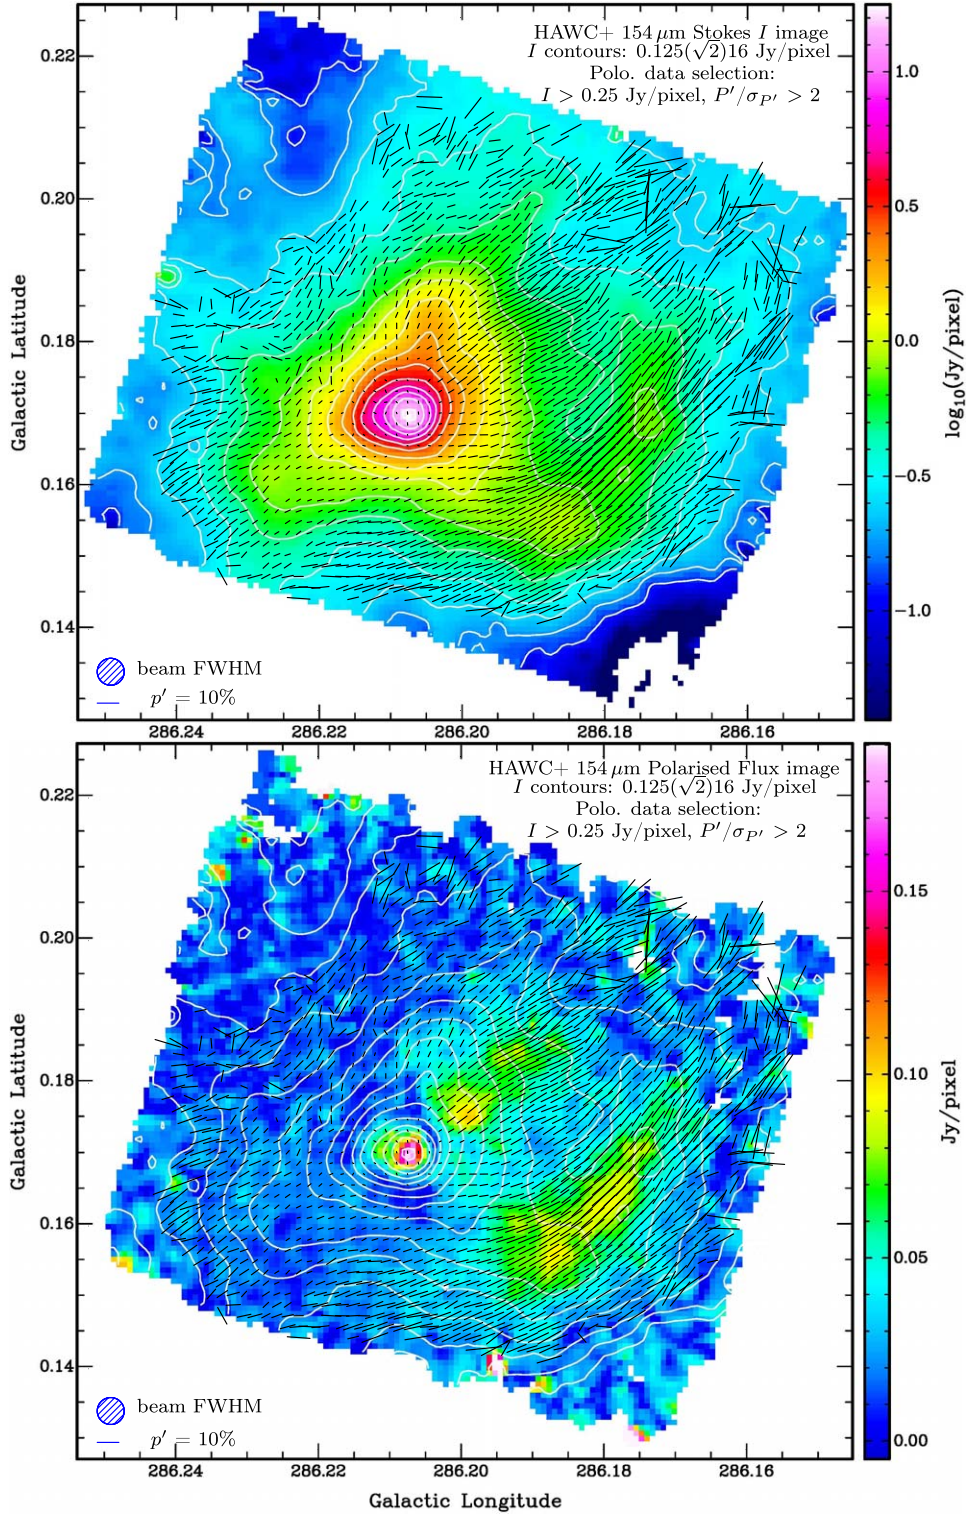 HAWC+ 154 μm Stokes I image
I contours: 0.125(√2)16 Jy/pixel
Polo. data selection:
I > 0.25 Jy/pixel, P′/σP′ > 2
0.22
0.20
0.18
0.16
0.14
Galactic Latitude
beam FWHM
p′ = 10%
286.24
286.22
286.20
286.18
286.16
1.0
0.5
0.0
−0.5
−1.0
log10(Jy/pixel)
HAWC+ 154 μm Polarised Flux image
I contours: 0.125(√2)16 Jy/pixel
Polo. data selection:
I > 0.25 Jy/pixel, P′/σP′ > 2
0.22
0.20
0.18
0.16
0.14
Galactic Latitude
beam FWHM
p′ = 10%
286.24
286.22
286.20
286.18
286.16
Galactic Longitude
0.15
0.10
0.05
0.00
Jy/pixel